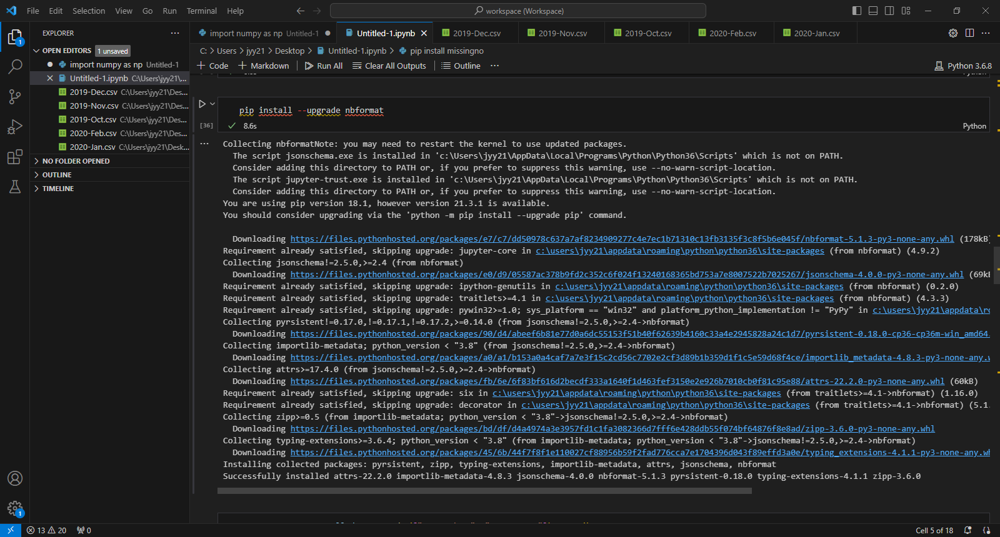 File Edit Selection View Go Run Terminal Help
workspace (Workspace)
EXPLORER
OPEN EDITORS 1 unsaved
import numpy as np Untitled-1
Untitled-1.ipynb C:\Users\jyy21\...
2019-Dec.csv C:\Users\jyy21\Des...
2019-Nov.csv C:\Users\jyy21\Des...
2019-Oct.csv C:\Users\jyy21\Des...
2020-Feb.csv C:\Users\jyy21\Des...
2020-Jan.csv C:\Users\jyy21\Desk...
NO FOLDER OPENED
OUTLINE
TIMELINE
import numpy as np Untitled-1 Untitled-1.ipynb 2019-Dec.csv 2019-Nov.csv 2019-Oct.csv 2020-Feb.csv 2020-Jan.csv
C: > Users > jyy21 > Desktop > Untitled-1.ipynb > pip install missingno
+ Code + Markdown | Run All Clear All Outputs | Outline ... Python 3.6.8
pip install --upgrade nbformat
[36] 8.6s Python
Collecting nbformatNote: you may need to restart the kernel to use updated packages.
The script jsonschema.exe is installed in 'c:\Users\jyy21\AppData\Local\Programs\Python\Python36\Scripts' which is not on PATH.
Consider adding this directory to PATH or, if you prefer to suppress this warning, use --no-warn-script-location.
The script jupyter-trust.exe is installed in 'c:\Users\jyy21\AppData\Local\Programs\Python\Python36\Scripts' which is not on PATH.
Consider adding this directory to PATH or, if you prefer to suppress this warning, use --no-warn-script-location.
You are using pip version 18.1, however version 21.3.1 is available.
You should consider upgrading via the 'python -m pip install --upgrade pip' command.
Downloading https://files.pythonhosted.org/packages/e7/c7/dd50978c637a7af8234909277c4e7ec1b71310c13fb3135f3c8f5b6e045f/nbformat-5.1.3-py3-none-any.whl (178kB)
Requirement already satisfied, skipping upgrade: jupyter-core in c:\users\jyy21\appdata\roaming\python\python36\site-packages (from nbformat) (4.9.2)
Collecting jsonschema!=2.5.0,>=2.4 (from nbformat)
Downloading https://files.pythonhosted.org/packages/e0/d9/05587ac378b9fd2c352c6f024f13240168365bd753a7e8007522b7025267/jsonschema-4.0.0-py3-none-any.whl (69kB
Requirement already satisfied, skipping upgrade: ipython-genutils in c:\users\jyy21\appdata\roaming\python\python36\site-packages (from nbformat) (0.2.0)
Requirement already satisfied, skipping upgrade: traitlets>=4.1 in c:\users\jyy21\appdata\roaming\python\python36\site-packages (from nbformat) (4.3.3)
Requirement already satisfied, skipping upgrade: pywin32>=1.0; sys_platform == "win32" and platform_python_implementation != "PyPy" in c:\users\jyy21\appdata\ro
Collecting pyrsistent!=0.17.0,!=0.17.1,!=0.17.2,>=0.14.0 (from jsonschema!=2.5.0,>=2.4->nbformat)
Downloading https://files.pythonhosted.org/packages/90/d4/abeef6b81e77d0a6dc55153f51b40f62639b4160c33a4e2945828a24c1d7/pyrsistent-0.18.0-cp36-cp36m-win_amd64.
Collecting importlib-metadata; python_version < "3.8" (from jsonschema!=2.5.0,>=2.4->nbformat)
Downloading https://files.pythonhosted.org/packages/a0/a1/b153a0a4caf7a7e3f15c2cd56c7702e2cf3d89b1b359d1f1c5e59d68f4ce/importlib_metadata-4.8.3-py3-none-any.w
Collecting attrs>=17.4.0 (from jsonschema!=2.5.0,>=2.4->nbformat)
Downloading https://files.pythonhosted.org/packages/fb/6e/6f83bf616d2becdf333a1640f1d463fef3150e2e926b7010cb0f81c95e88/attrs-22.2.0-py3-none-any.whl (60kB)
Requirement already satisfied, skipping upgrade: six in c:\users\jyy21\appdata\roaming\python\python36\site-packages (from traitlets>=4.1->nbformat) (1.16.0)
Requirement already satisfied, skipping upgrade: decorator in c:\users\jyy21\appdata\roaming\python\python36\site-packages (from traitlets>=4.1->nbformat) (5.1.
Collecting zipp>=0.5 (from importlib-metadata; python_version < "3.8"->jsonschema!=2.5.0,>=2.4->nbformat)
Downloading https://files.pythonhosted.org/packages/bd/df/d4a4974a3e3957fd1c1fa3082366d7fff6e428ddb55f074bf64876f8e8ad/zipp-3.6.0-py3-none-any.whl
Collecting typing-extensions>=3.6.4; python_version < "3.8" (from importlib-metadata; python_version < "3.8"->jsonschema!=2.5.0,>=2.4->nbformat)
Downloading https://files.pythonhosted.org/packages/45/6b/44f7f8f1e110027cf88956b59f2fad776cca7e1704396d043f89effd3a0e/typing_extensions-4.1.1-py3-none-any.wh
Installing collected packages: pyrsistent, zipp, typing-extensions, importlib-metadata, attrs, jsonschema, nbformat
Successfully installed attrs-22.2.0 importlib-metadata-4.8.3 jsonschema-4.0.0 nbformat-5.1.3 pyrsistent-0.18.0 typing-extensions-4.1.1 zipp-3.6.0
13 20 0 Cell 5 of 18